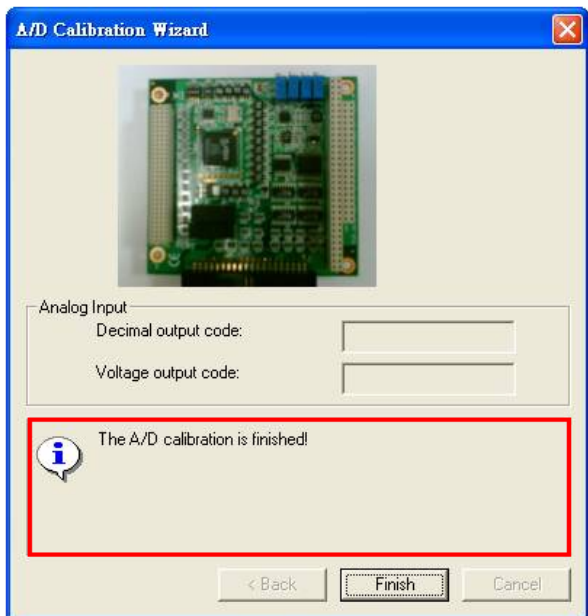 A/D Calibration Wizard
Analog Input
Decimal output code:
Voltage output code:
The A/D calibration is finished!
< Back
Finish
Cancel